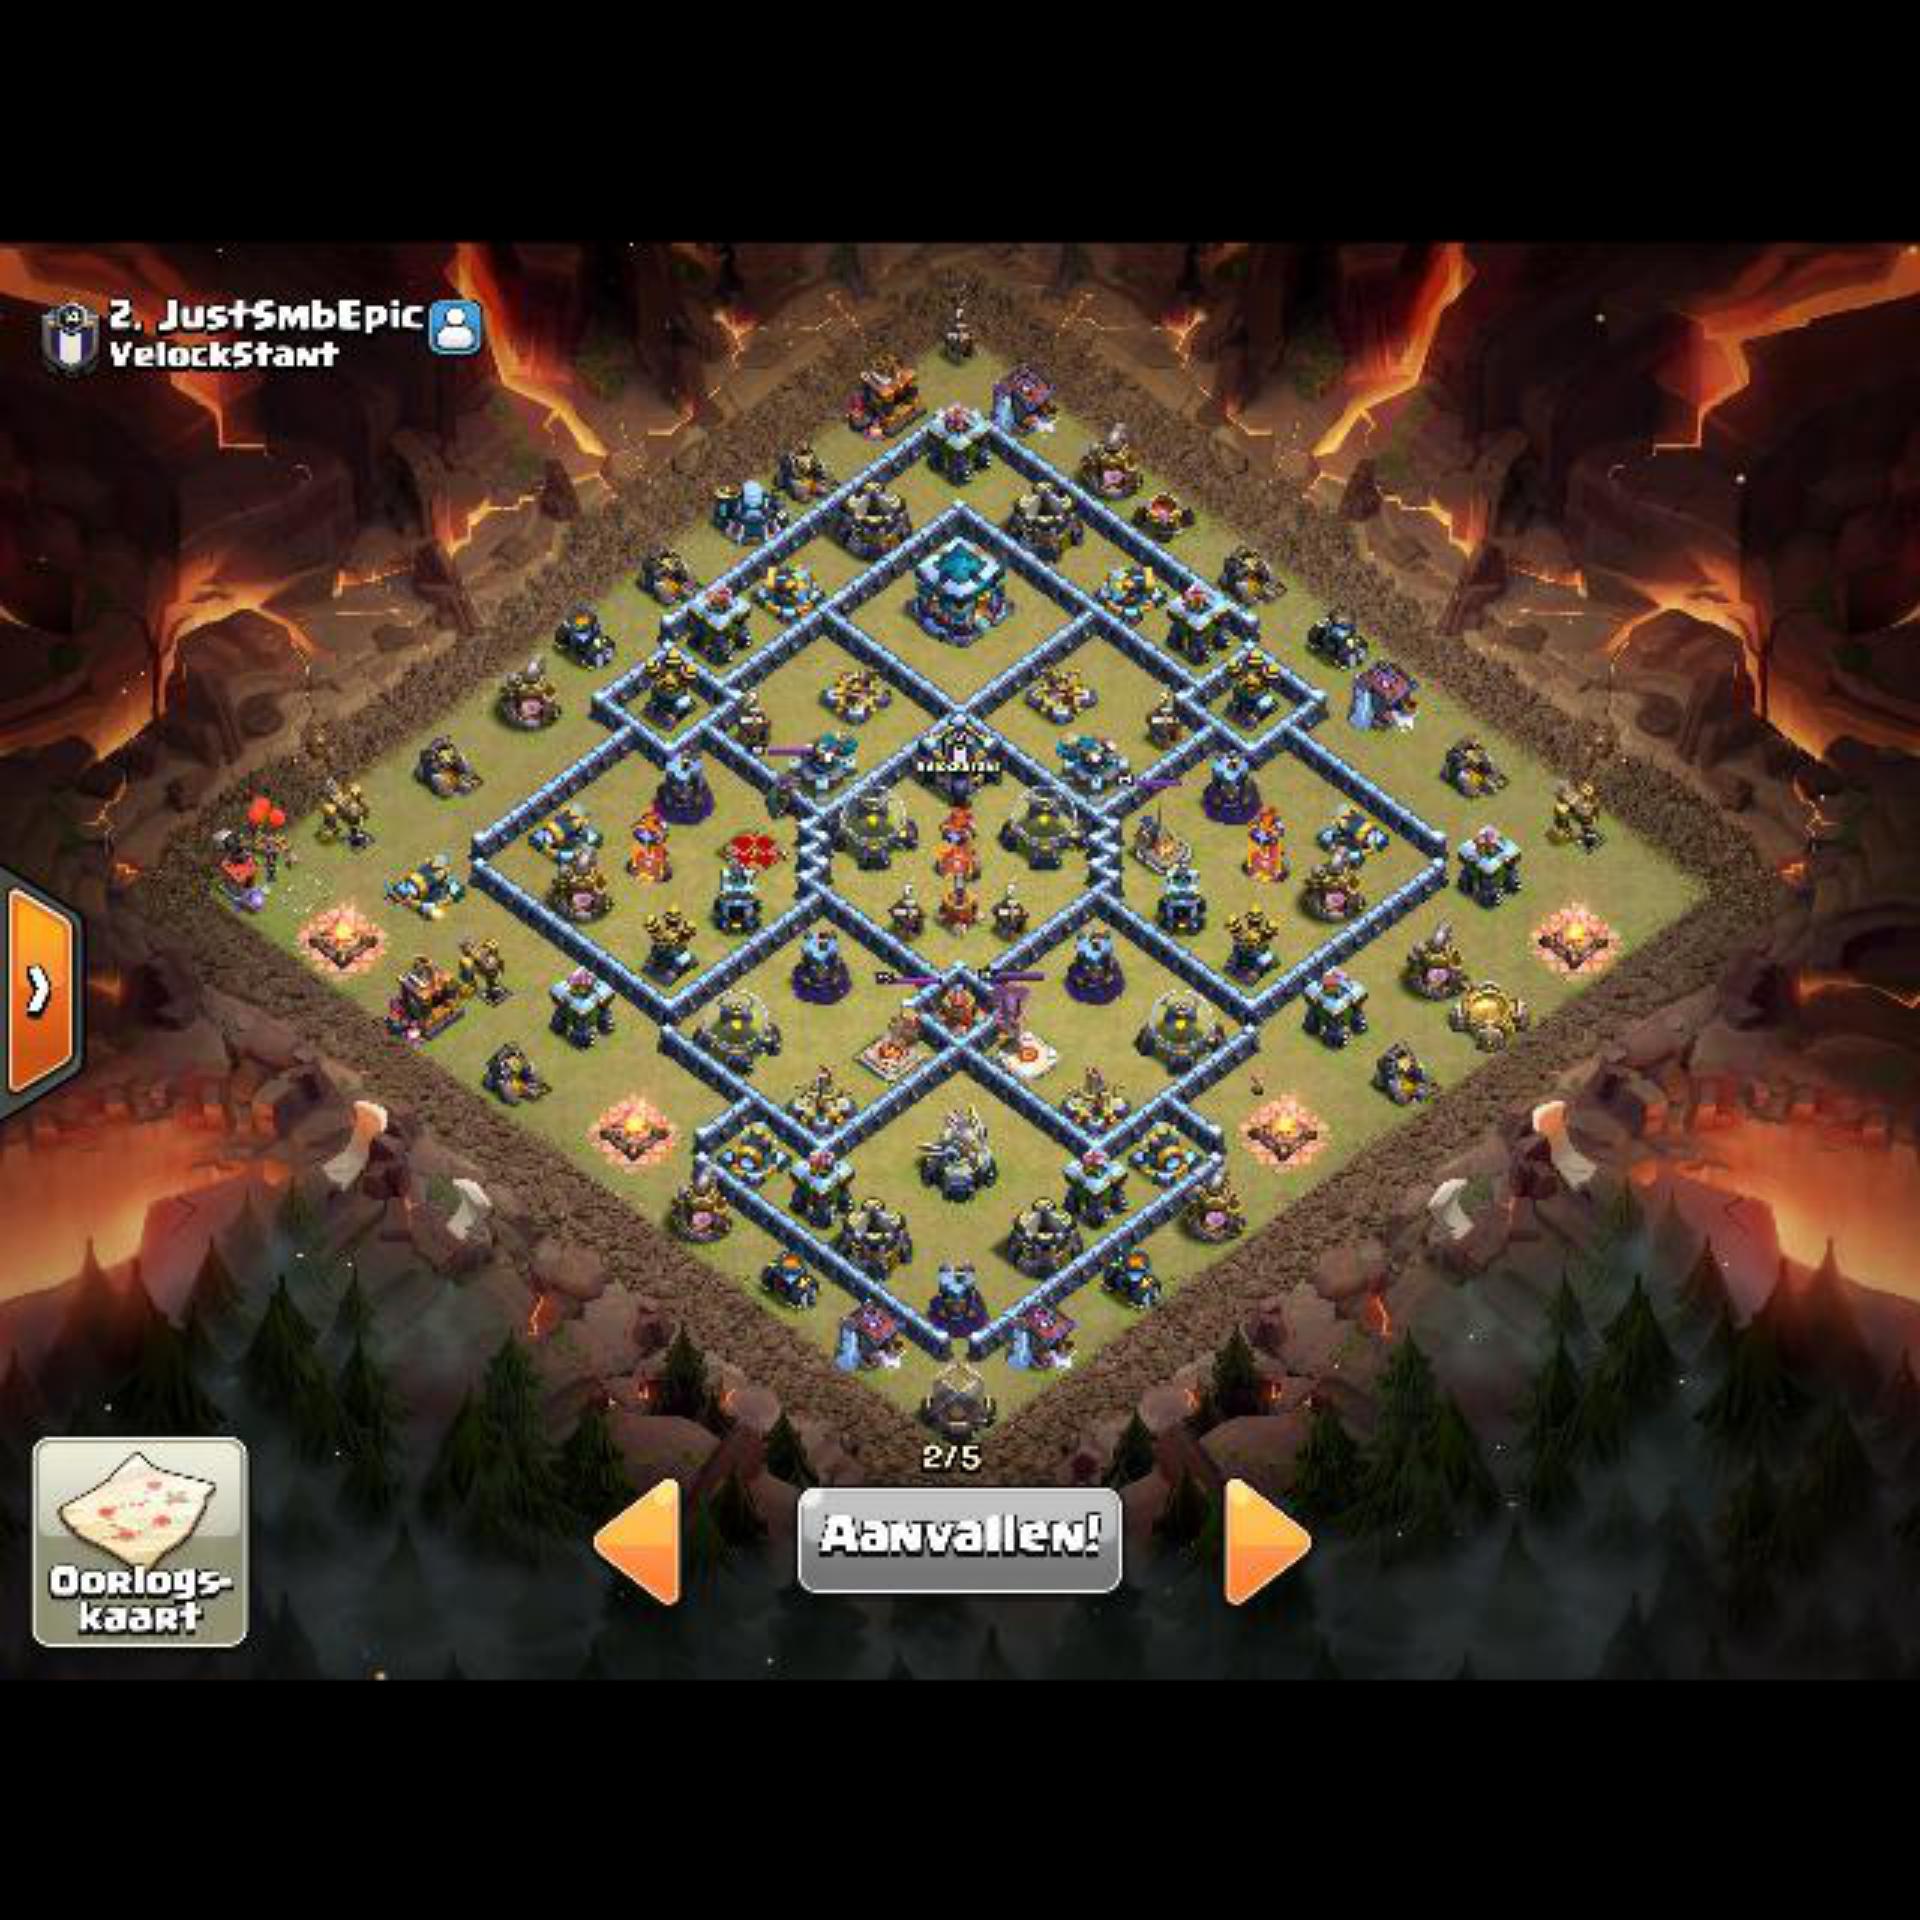 2. JustSmbEpic
VelockStant
2/5
Aanvallen!
Oorlogs-
kaart